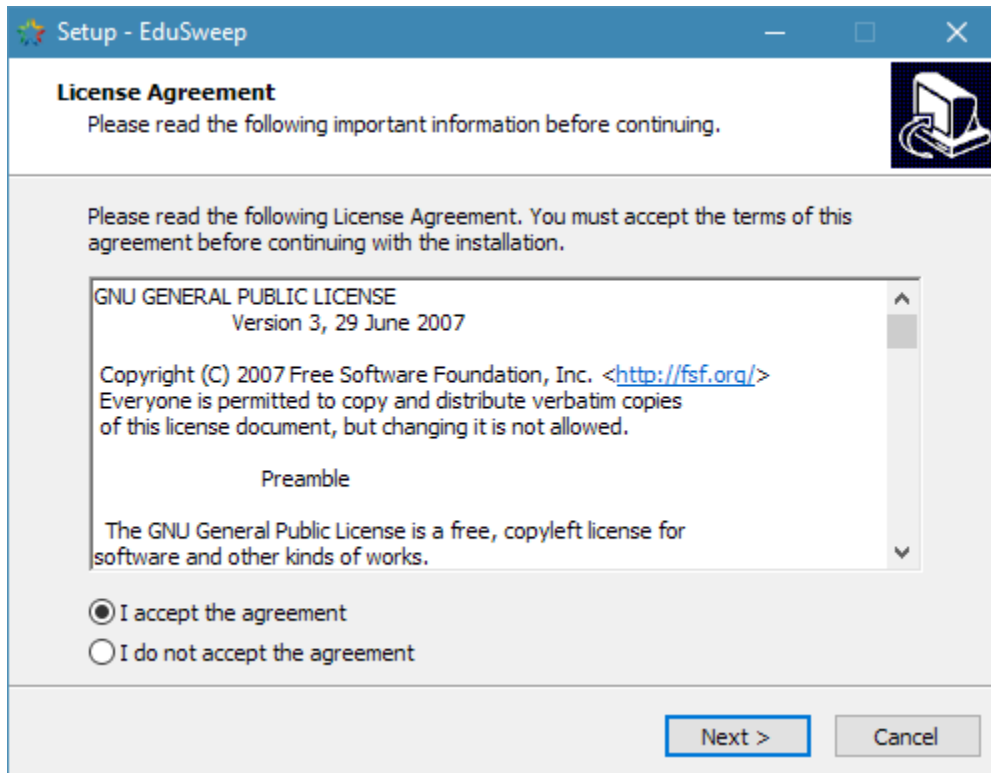 Setup - EduSweep
License Agreement
Please read the following important information before continuing.
Please read the following License Agreement. You must accept the terms of this
agreement before continuing with the installation.
GNU GENERAL PUBLIC LICENSE
Version 3, 29 June 2007
Copyright (C) 2007 Free Software Foundation, Inc. <http://fsf.org/>
Everyone is permitted to copy and distribute verbatim copies
of this license document, but changing it is not allowed.
Preamble
The GNU General Public License is a free, copyleft license for
software and other kinds of works.
I accept the agreement
I do not accept the agreement
Next >
Cancel